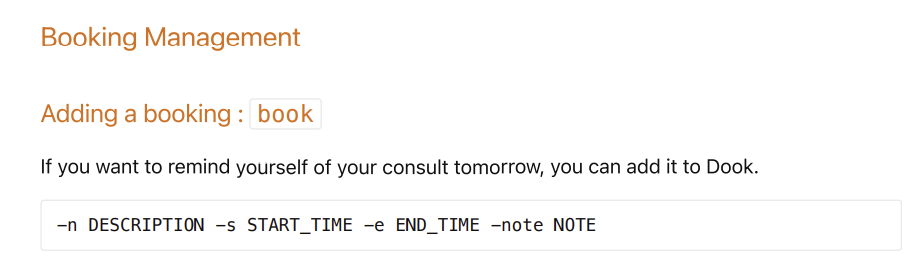 Booking Management
Adding a booking : book
If you want to remind yourself of your consult tomorrow, you can add it to Dook.
–n DESCRIPTION –s START_TIME –e END_TIME –note NOTE